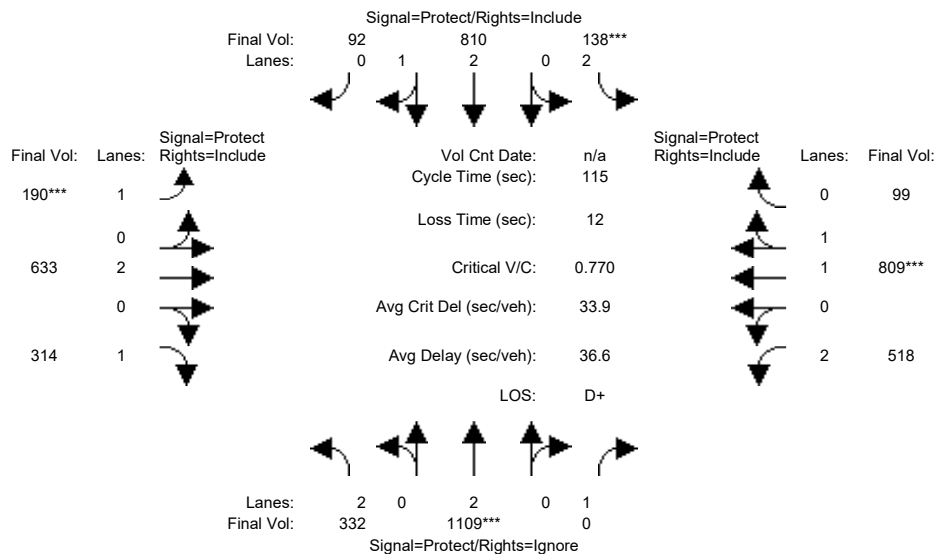 Signal=Protect/Rights=Include
Final Vol: 92 810 138***
Lanes: 0 1 2 0 2
Signal=Protect
Final Vol: Lanes: Rights=Include
Vol Cnt Date: n/a
Signal=Protect
Rights=Include Lanes: Final Vol:
Cycle Time (sec): 115
190*** 1
0 99
Loss Time (sec): 12
0
1
633 2
Critical V/C: 0.770
1 809***
0
Avg Crit Del (sec/veh): 33.9
0
314 1
Avg Delay (sec/veh): 36.6
2 518
LOS: D+
Lanes: 2 0 2 0 1
Final Vol: 332 1109*** 0
Signal=Protect/Rights=Ignore